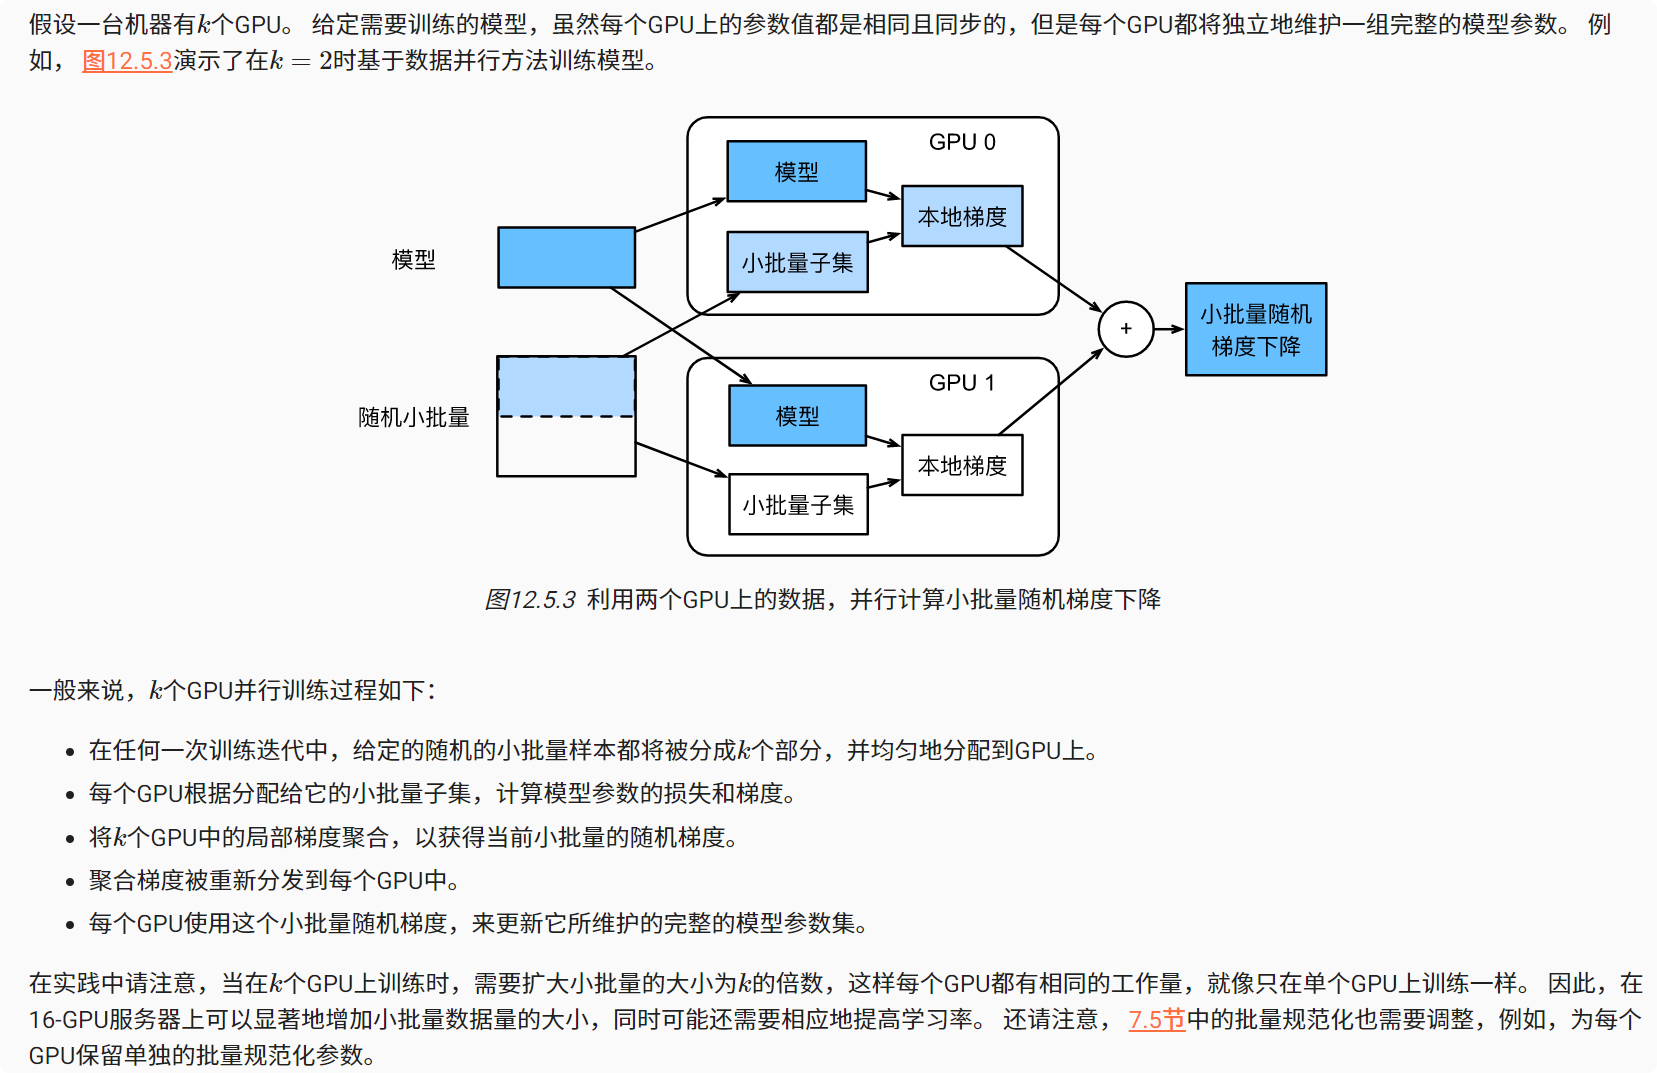 假设一台机器有k个GPU。 给定需要训练的模型，虽然每个GPU上的参数值都是相同且同步的，但是每个GPU都将独立地维护一组完整的模型参数。 例
如， 图12.5.3演示了在k = 2时基于数据并行方法训练模型。
GPU 0
模型
本地梯度
小批量子集
模型
小批量随机
梯度下降
+
GPU 1
随机小批量
模型
本地梯度
小批量子集
图12.5.3 利用两个GPU上的数据，并行计算小批量随机梯度下降
一般来说，k个GPU并行训练过程如下：
• 在任何一次训练迭代中，给定的随机的小批量样本都将被分成k个部分，并均匀地分配到GPU上。
• 每个GPU根据分配给它的小批量子集，计算模型参数的损失和梯度。
• 将k个GPU中的局部梯度聚合，以获得当前小批量的随机梯度。
• 聚合梯度被重新分发到每个GPU中。
• 每个GPU使用这个小批量随机梯度，来更新它所维护的完整的模型参数集。
在实践中请注意，当在k个GPU上训练时，需要扩大小批量的大小为k的倍数，这样每个GPU都有相同的工作量，就像只在单个GPU上训练一样。 因此，在
16-GPU服务器上可以显著地增加小批量数据量的大小，同时可能还需要相应地提高学习率。 还请注意， 7.5节中的批量规范化也需要调整，例如，为每个
GPU保留单独的批量规范化参数。